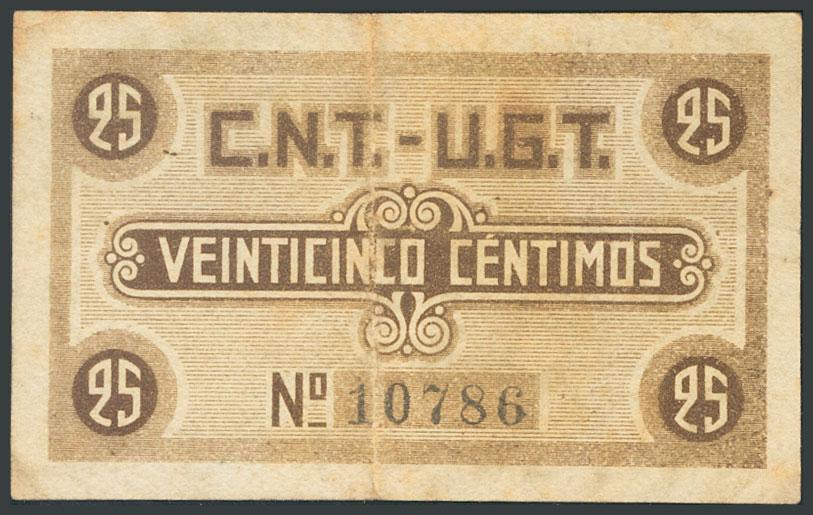 25 25
C.N.T.-U.G.T.
VEINTICINCO CÉNTIMOS
25 Nº 10786 25